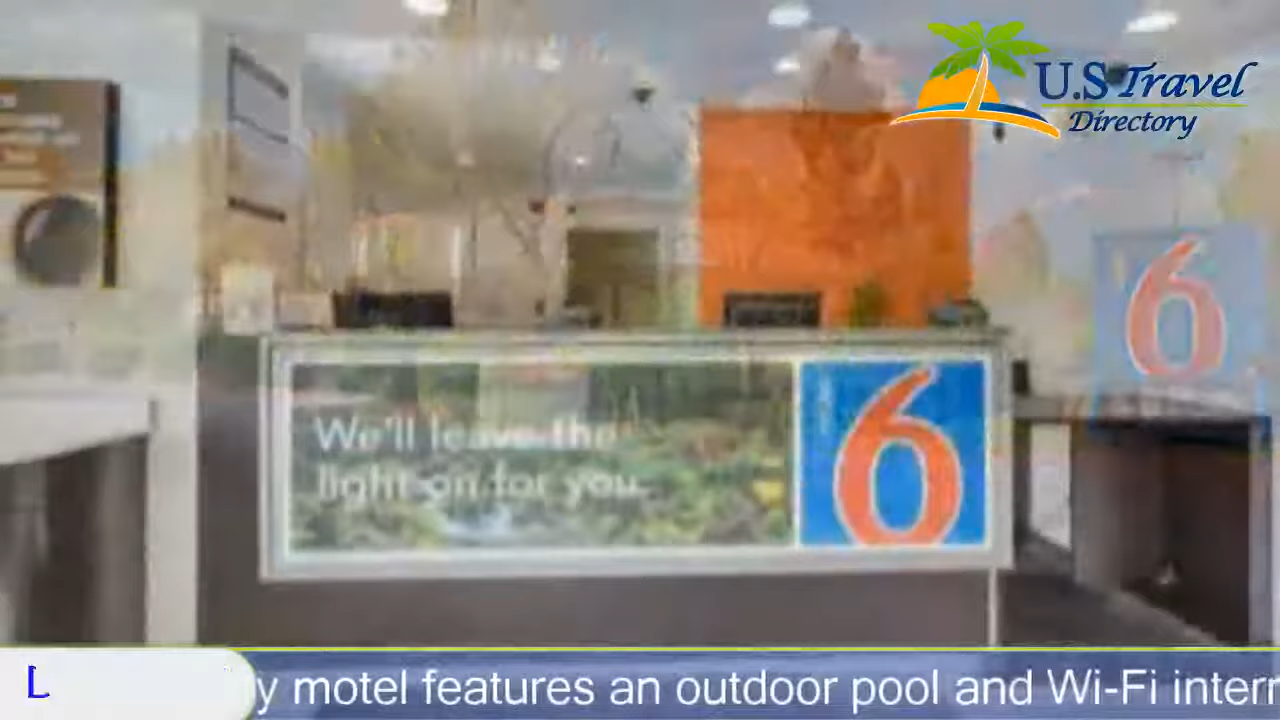 U.S Travel
Directory
6
We'll leave the
light on for you.
6
L
y motel features an outdoor pool and Wi-Fi intern